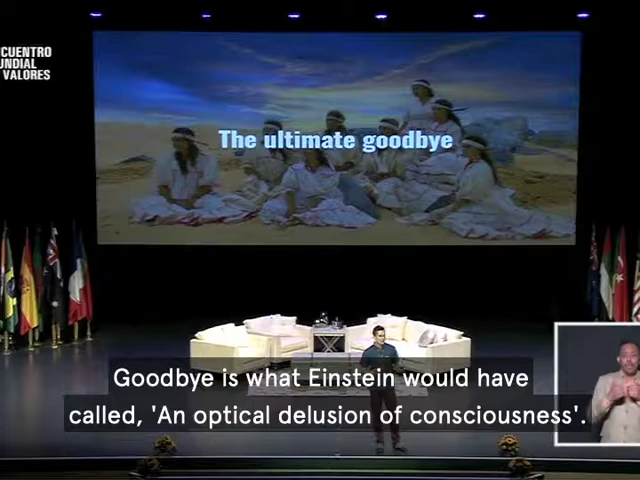 CUENTRO
UNDIAL
VALORES
The ultimate goodbye
Goodbye is what Einstein would have
called, 'An optical delusion of consciousness'.